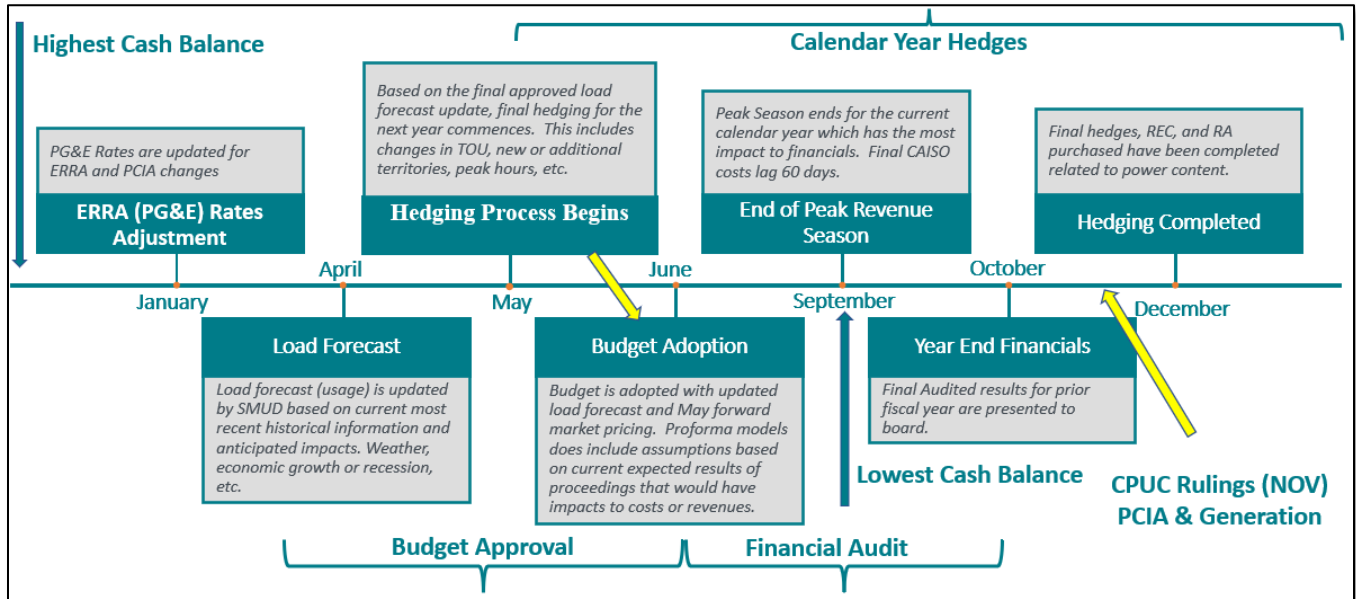 Highest Cash Balance
Calendar Year Hedges
PG&E Rates are updated for
ERRA and PCIA changes
ERRA (PG&E) Rates
Adjustment
Based on the final approved load
forecast update, final hedging for the
next year commences.  This includes
changes in TOU, new or additional
territories, peak hours, etc.
Hedging Process Begins
Peak Season ends for the current
calendar year which has the most
impact to financials.  Final CAISO
costs lag 60 days.
End of Peak Revenue
Season
Final hedges, REC, and RA
purchased have been completed
related to power content.
Hedging Completed
January
April
May
June
September
October
December
Load Forecast
Load forecast (usage) is updated
by SMUD based on current most
recent historical information and
anticipated impacts. Weather,
economic growth or recession,
etc.
Budget Adoption
Budget is adopted with updated
load forecast and May forward
market pricing.  Proforma models
does include assumptions based
on current expected results of
proceedings that would have
impacts to costs or revenues.
Year End Financials
Final Audited results for prior
fiscal year are presented to
board.
Lowest Cash Balance
CPUC Rulings (NOV)
PCIA & Generation
Budget Approval
Financial Audit